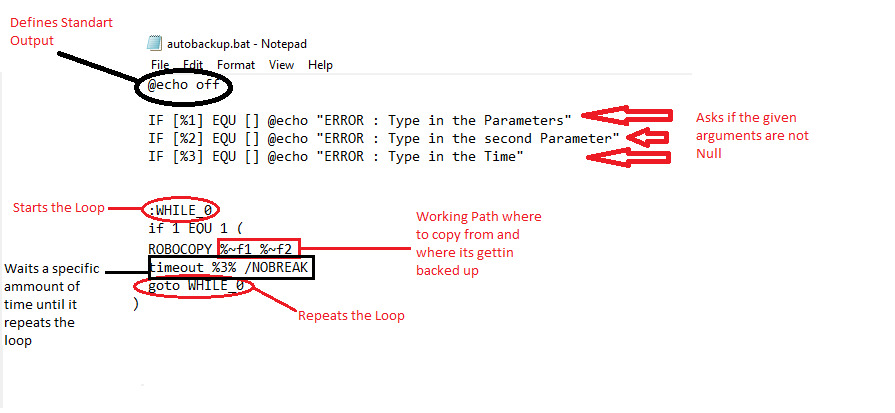 Defines Standart
Output
autobackup.bat - Notepad
File Edit Format View Help
@echo off
IF [%1] EQU [] @echo "ERROR : Type in the Parameters"
IF [%2] EQU [] @echo "ERROR : Type in the second Parameter"
IF [%3] EQU [] @echo "ERROR : Type in the Time"
Asks if the given
arguments are not
Null
Starts the Loop
:WHILE_0
if 1 EQU 1 (
ROBOCOPY %~f1 %~f2
timeout %3% /NOBREAK
goto WHILE_0
)
Working Path where
to copy from and
where its gettin
backed up
Waits a specific
ammount of
time until it
repeats the
loop
Repeats the Loop